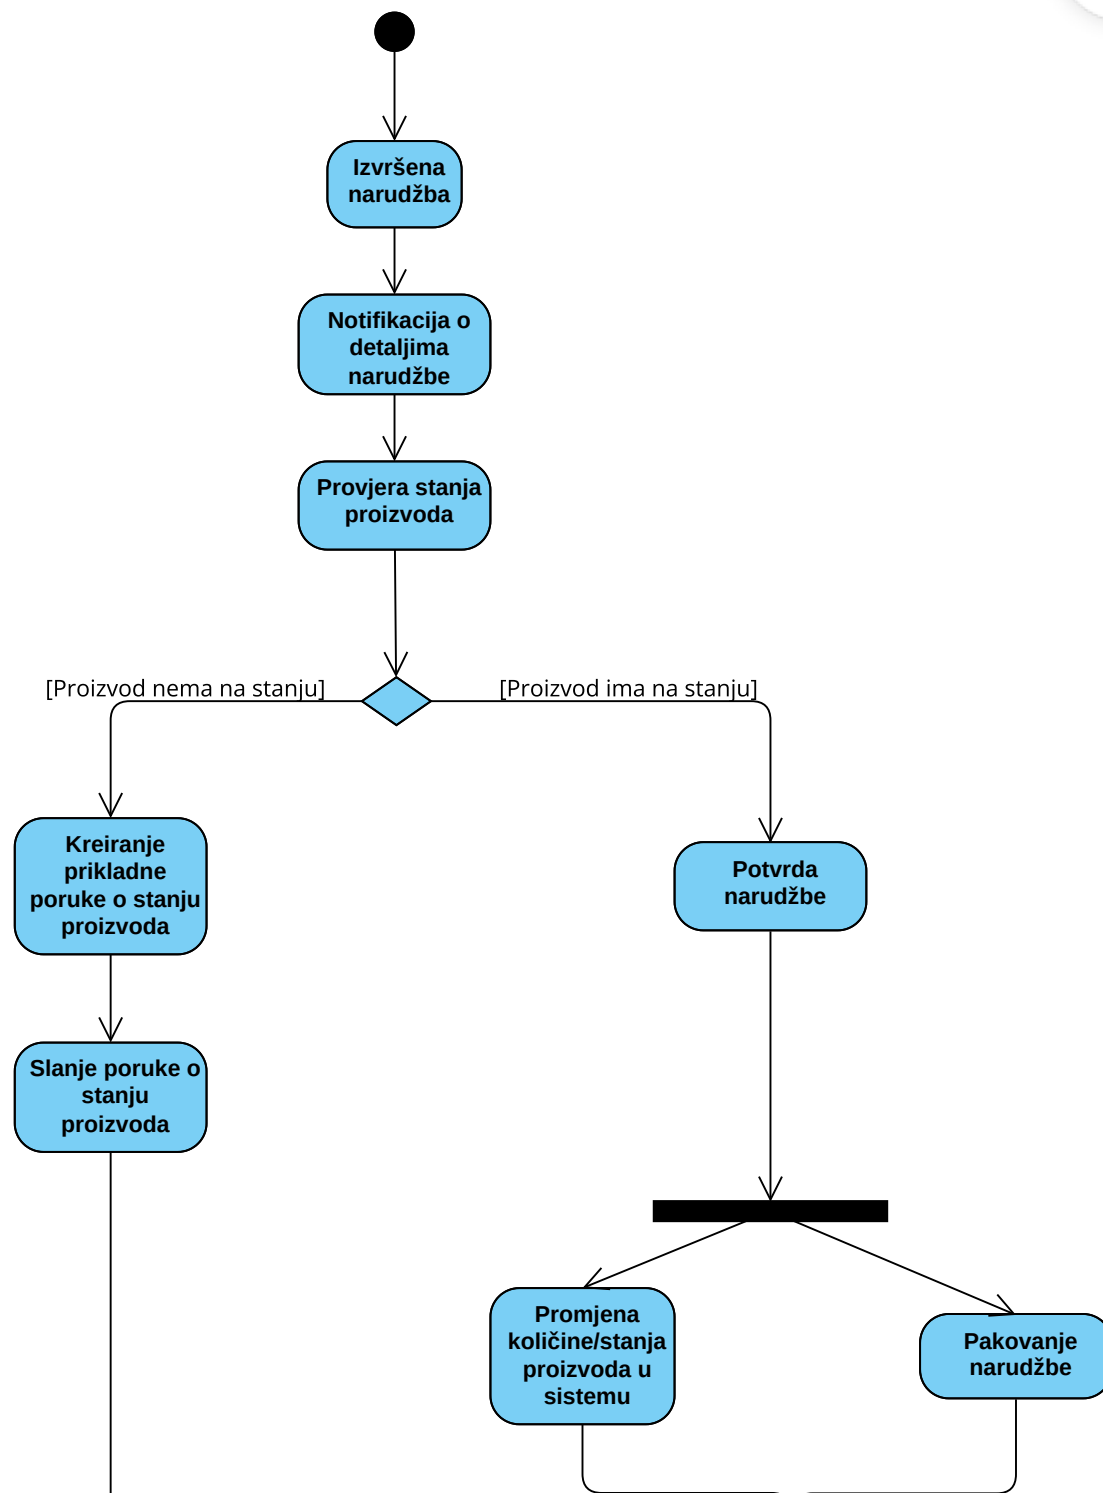 Izvršena
narudžba
Notifikacija o
detaljima
narudžbe
Provjera stanja
proizvoda
[Proizvod nema na stanju]
[Proizvod ima na stanju]
Kreiranje
prikladne
poruke o stanju
proizvoda
Potvrda
narudžbe
Slanje poruke o
stanju
proizvoda
Promjena
količine/stanja
proizvoda u
sistemu
Pakovanje
narudžbe